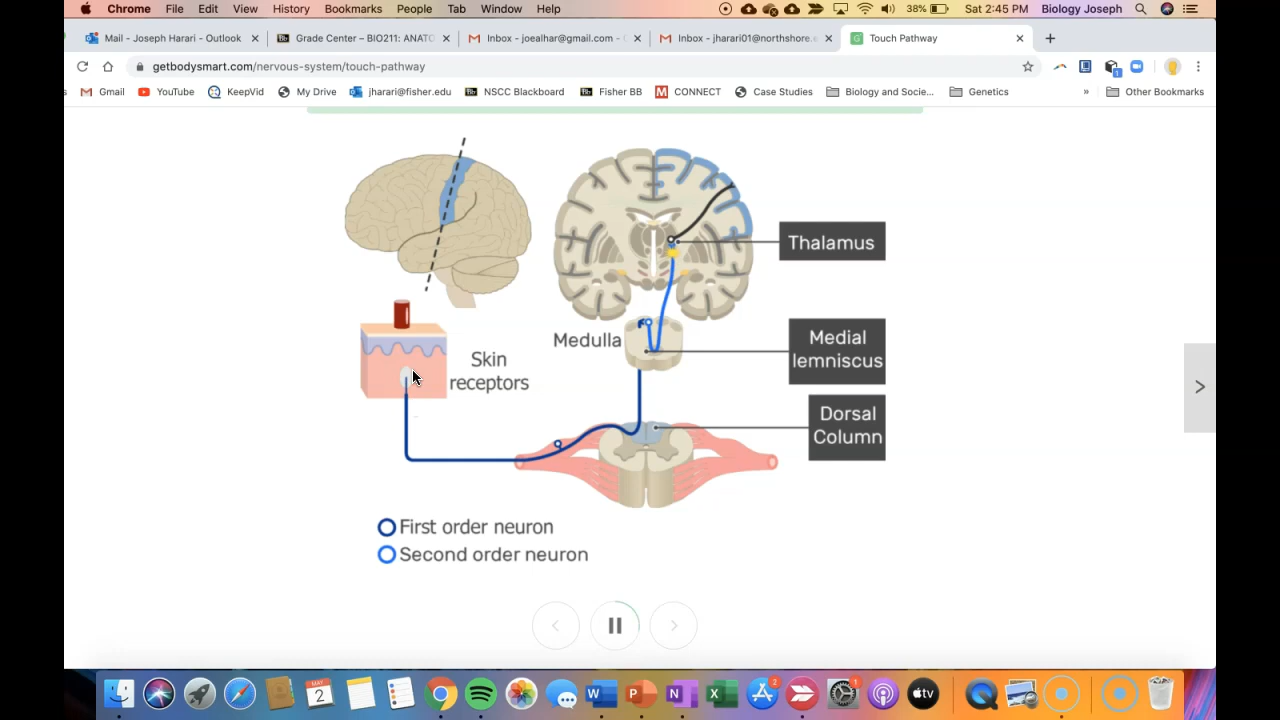 Chrome File Edit View History Bookmarks People Tab Window Help 38% Sat 2:45 PM Biology Joseph
Mail - Joseph Harari - Outlook Grade Center – BIO211: ANATO Inbox - joealhar@gmail.com - Inbox - jharari01@northshore.e Touch Pathway
getbodysmart.com/nervous-system/touch-pathway
Gmail YouTube KeepVid My Drive jharari@fisher.edu NSCC Blackboard Fisher BB CONNECT Case Studies Biology and Socie... Genetics » Other Bookmarks
Thalamus
Medulla
Medial
lemniscus
Skin
receptors
Dorsal
Column
First order neuron
Second order neuron